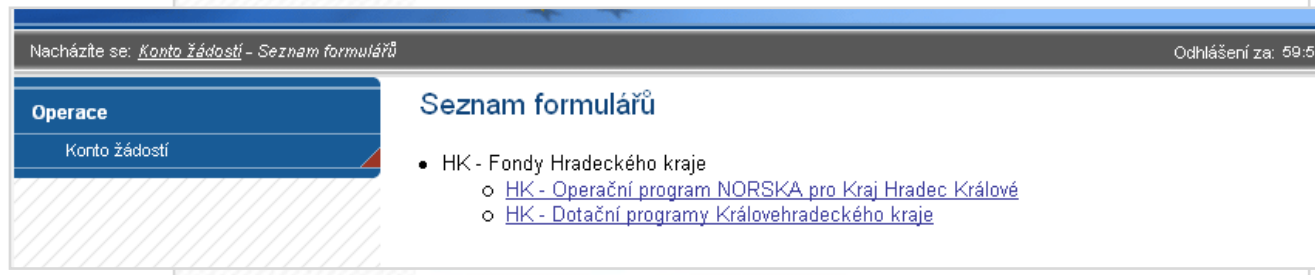 Nacházíte se: Konto žádostí - Seznam formulářů
Odhlášení za: 59:5
Operace
Konto žádostí
Seznam formulářů
• HK - Fondy Hradeckého kraje
o HK - Operační program NORSKA pro Kraj Hradec Králové
o HK - Dotační programy Královehradeckého kraje